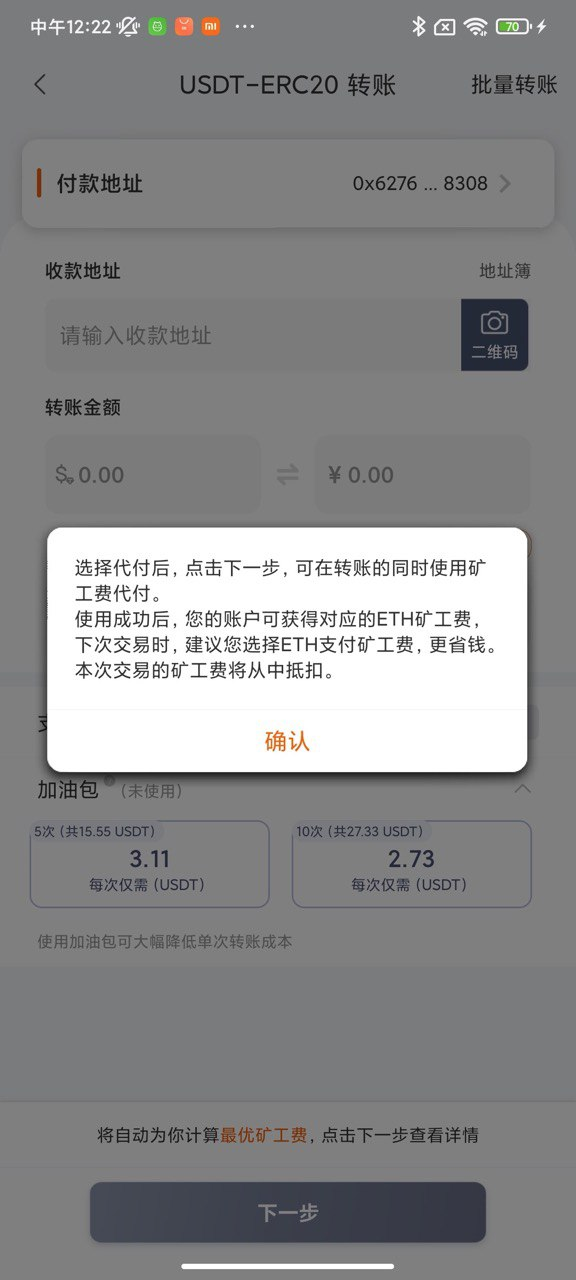 中午12:22
70
USDT-ERC20 转账
批量转账
付款地址
0x6276 ... 8308
收款地址
地址簿
请输入收款地址
二维码
转账金额
$ 0.00
¥ 0.00
选择代付后，点击下一步，可在转账的同时使用矿
工费代付。
使用成功后，您的账户可获得对应的ETH矿工费，
下次交易时，建议您选择ETH支付矿工费，更省钱。
本次交易的矿工费将从中抵扣。
确认
加油包（未使用）
5次（共15.55 USDT）
3.11
每次仅需（USDT）
10次（共27.33 USDT）
2.73
每次仅需（USDT）
使用加油包可大幅降低单次转账成本
将自动为你计算最优矿工费，点击下一步查看详情
下一步